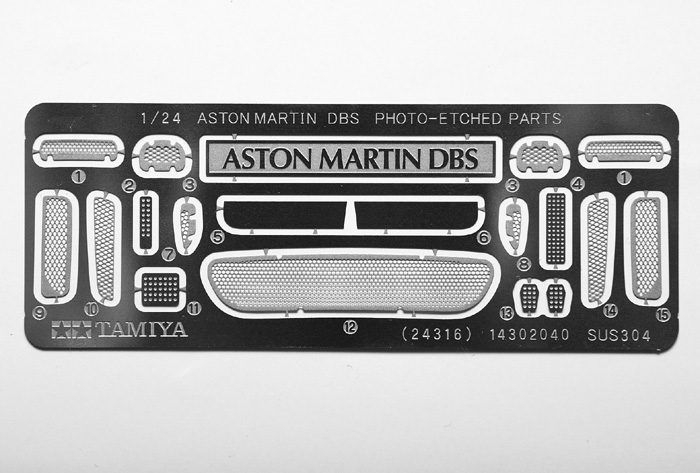 1/24 ASTON MARTIN DBS PHOTO-ETCHED PARTS
ASTON MARTIN DBS
① ② ③ ③ ④ ①
⑤ ⑥
⑦ ⑧
⑨ ⑩ ⑪ ⑫ ⑬ ⑭ ⑮
TAMIYA (24316) 14302040 SUS304